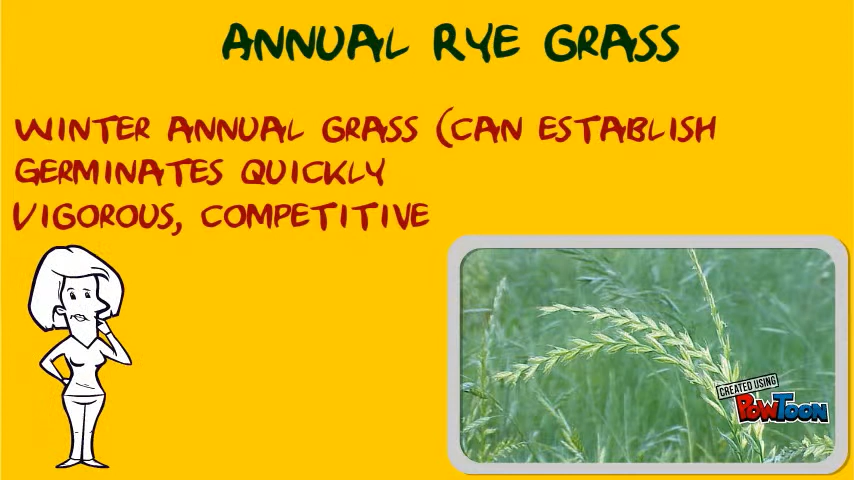 ANNUAL RYE GRASS
WINTER ANNUAL GRASS (CAN ESTABLISH
GERMINATES QUICKLY
VIGOROUS, COMPETITIVE
CREATED USING
POWTOON